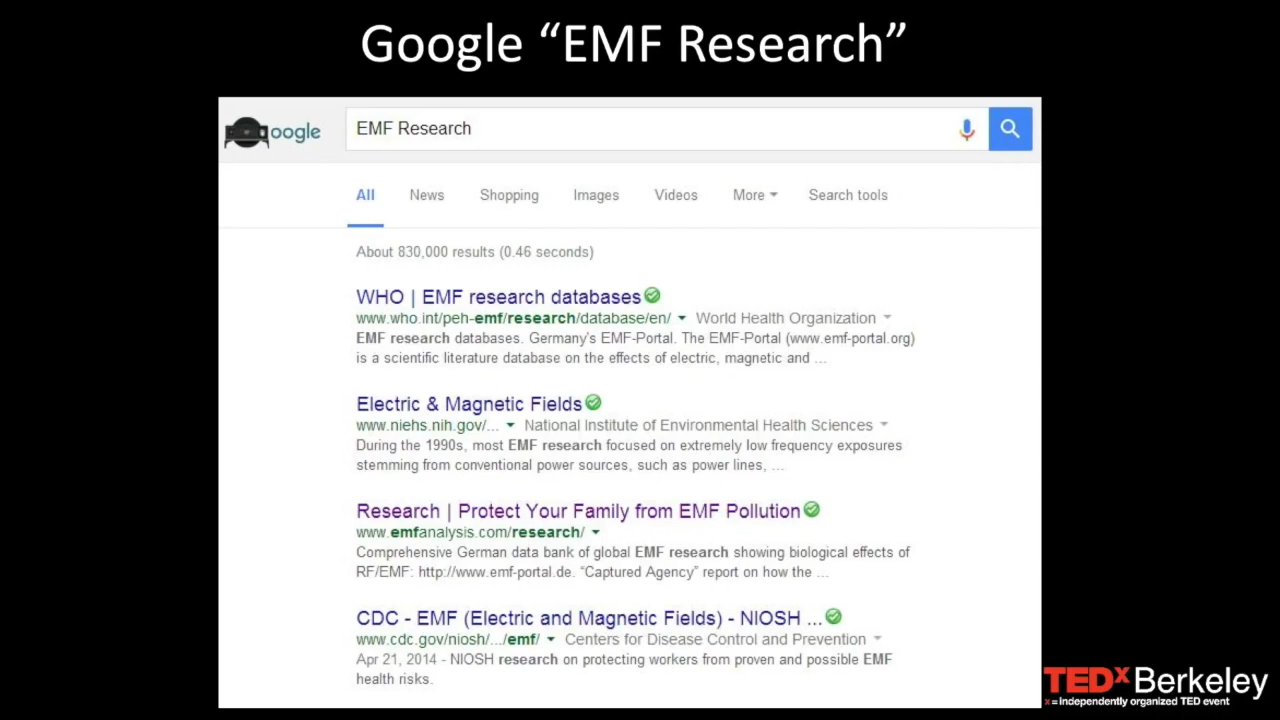 Google “EMF Research”
oogle
EMF Research
All News Shopping Images Videos More Search tools
About 830,000 results (0.46 seconds)
WHO | EMF research databases
www.who.int/peh-emf/research/database/en/ World Health Organization
EMF research databases. Germany's EMF-Portal. The EMF-Portal (www.emf-portal.org)
is a scientific literature database on the effects of electric, magnetic and ...
Electric & Magnetic Fields
www.niehs.nih.gov/... National Institute of Environmental Health Sciences
During the 1990s, most EMF research focused on extremely low frequency exposures
stemming from conventional power sources, such as power lines, ...
Research | Protect Your Family from EMF Pollution
www.emfanalysis.com/research/
Comprehensive German data bank of global EMF research showing biological effects of
RF/EMF: http://www.emf-portal.de. “Captured Agency” report on how the ...
CDC - EMF (Electric and Magnetic Fields) - NIOSH ...
www.cdc.gov/niosh/.../emf/ Centers for Disease Control and Prevention
Apr 21, 2014 - NIOSH research on protecting workers from proven and possible EMF
health risks.
TEDx Berkeley
x = independently organized TED event